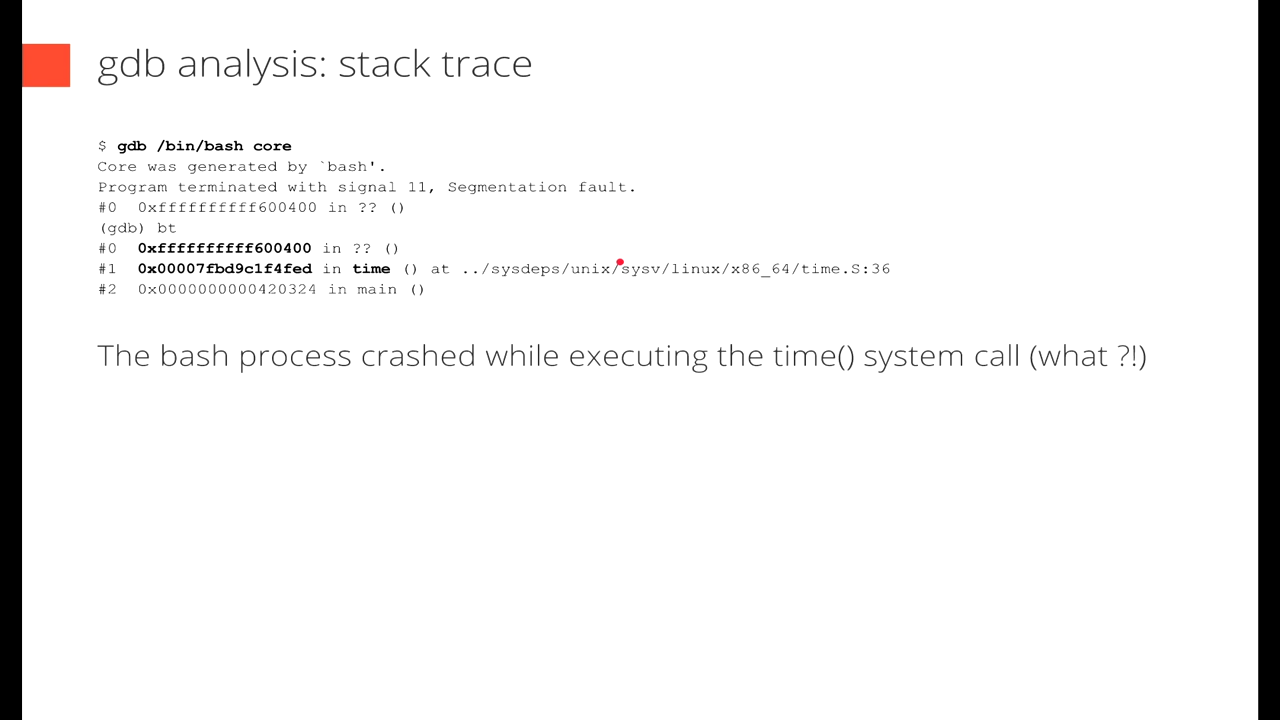 gdb analysis: stack trace
$ gdb /bin/bash core
Core was generated by `bash'.
Program terminated with signal 11, Segmentation fault.
#0  0xffffffffff600400 in ?? ()
(gdb) bt
#0  0xffffffffff600400 in ?? ()
#1  0x00007fbd9c1f4fed in time () at ../sysdeps/unix/sysv/linux/x86_64/time.S:36
#2  0x0000000000420324 in main ()
The bash process crashed while executing the time() system call (what ?!)